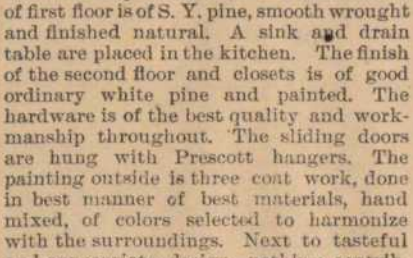 of first floor is of S. Y. pine, smooth wrought
and finished natural. A sink and drain
table are placed in the kitchen. The finish
of the second floor and closets is of good
ordinary white pine and painted. The
hardware is of the best quality and work-
manship throughout. The sliding doors
are hung with Prescott hangers. The
painting outside is three coat work, done
in best manner of best materials, hand
mixed, of colors selected to harmonize
with the surroundings. Next to tasteful